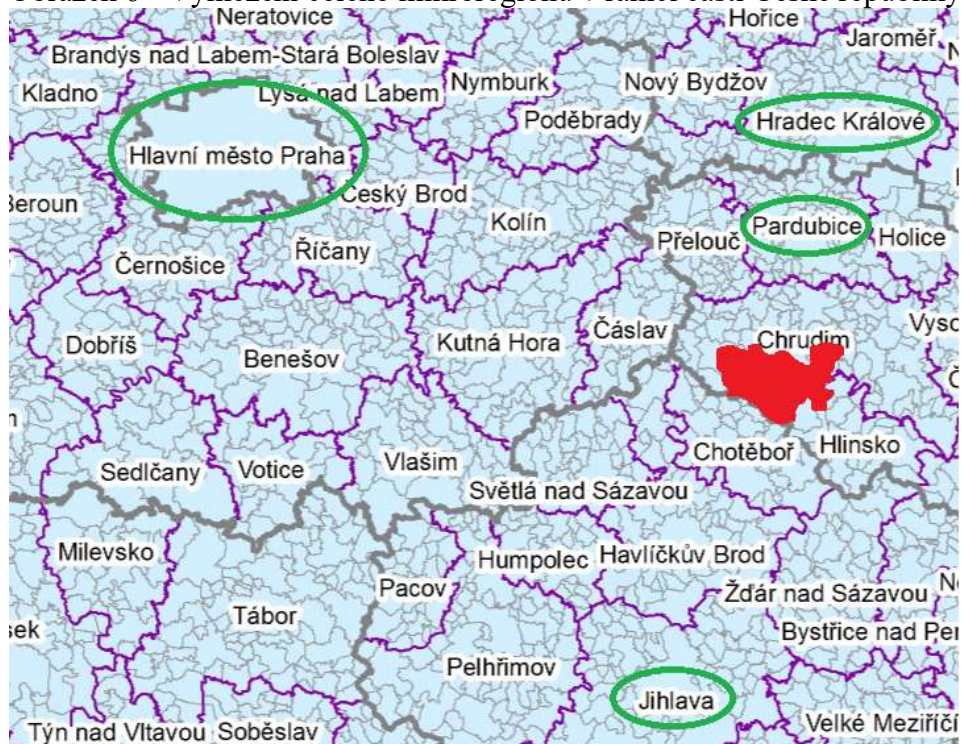 Neratovice
Hořice
Jaroměř
Brandýs nad Labem-Stará Boleslav
Kladno
Lysá nad Labem
Nymburk
Nový Bydžov
Poděbrady
Hradec Králové
Hlavní město Praha
Český Brod
Beroun
Kolín
Pardubice
Přelouč
Holice
Říčany
Černošice
Čáslav
Chrudim
Dobříš
Benešov
Kutná Hora
Chotěboř
Hlinsko
Sedlčany
Votice
Vlašim
Světlá nad Sázavou
Milevsko
Humpolec
Havlíčkův Brod
Pacov
Žďár nad Sázavou
Tábor
Bystřice nad
Pelhřimov
Jihlava
Týn nad Vltavou
Soběslav
Velké Meziříčí